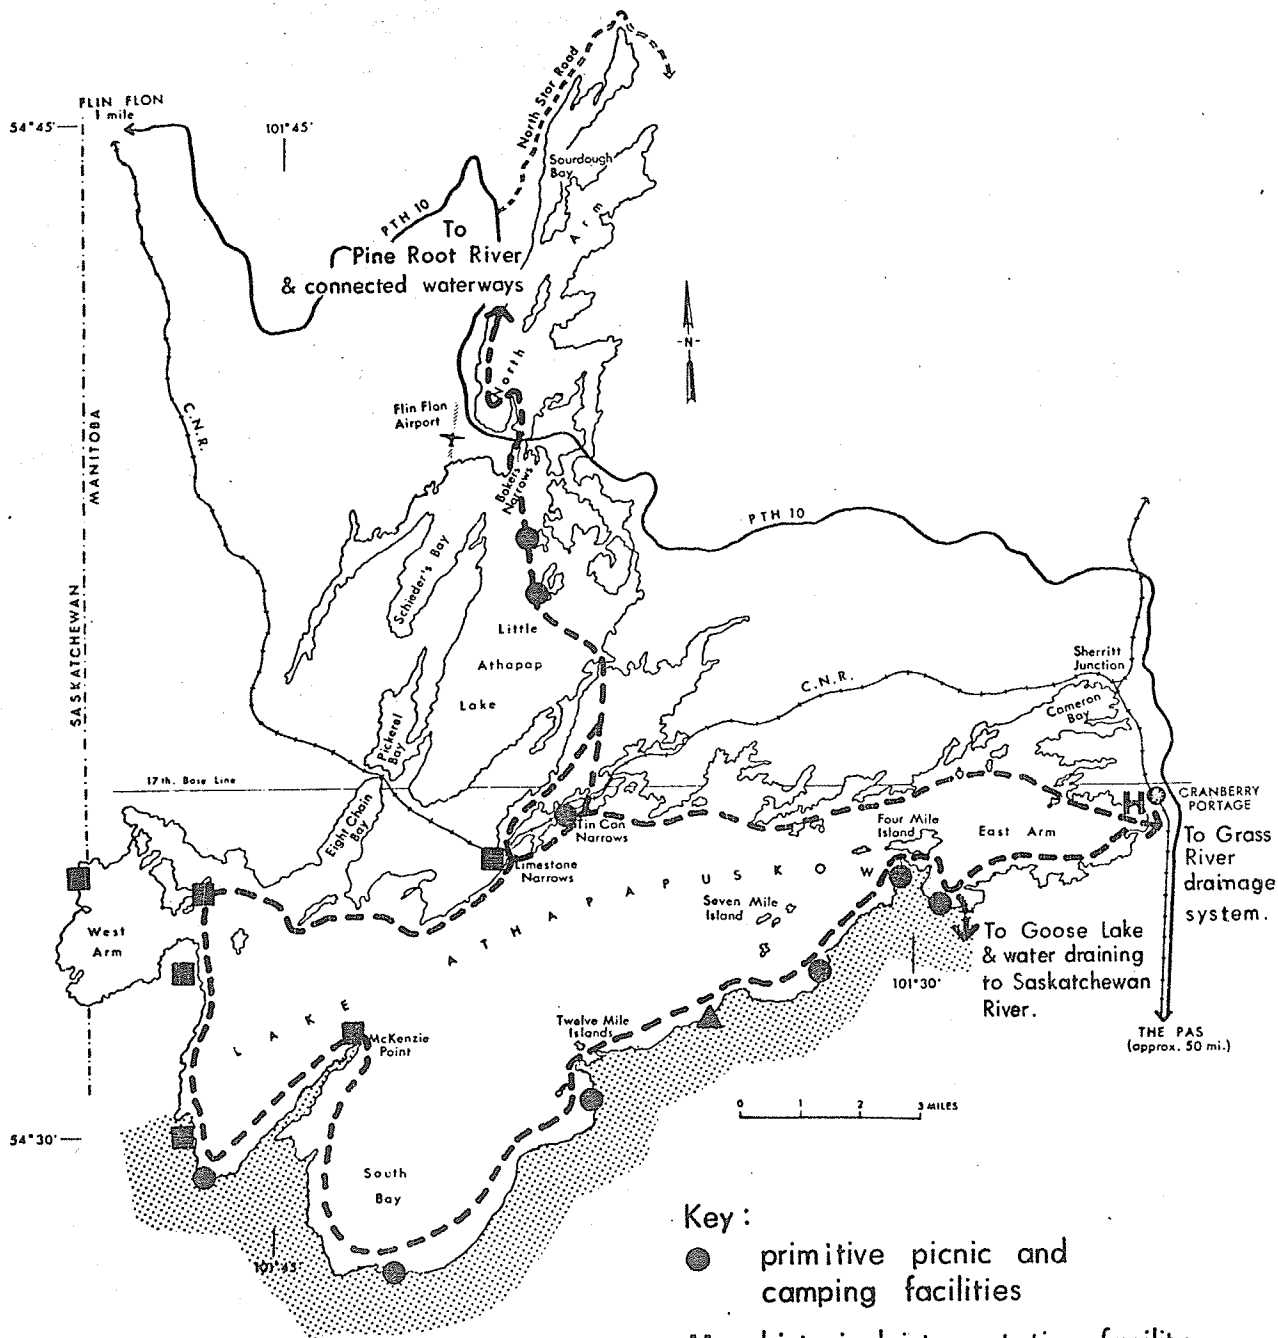 FLIN FLON
1 mile
54°45'
101°45'
North Star Road
Sourdough
Bay
Arm
PTH 10
To
Pine Root River
& connected waterways
-N-
North
Flin Flon
Airport
C.N.R.
MANITOBA
SASKATCHEWAN
Bakers
Narrows
PTH 10
Schieder's Bay
Little
Athapap
Lake
Sherritt
Junction
C.N.R.
Cameron
Bay
Pickerel
Bay
17th. Base Line
H
CRANBERRY
PORTAGE
Eight Chain
Bay
Tin Can
Narrows
Four Mile
Island
East Arm
To Grass
River
drainage
system.
Limestone
Narrows
ATHAPAPUSKOW
Seven Mile
Island
West
Arm
To Goose Lake
& water draining
to Saskatchewan
River.
101°30'
LAKE
McKenzie
Point
Twelve Mile
Islands
THE PAS
(approx. 50 mi.)
0 1 2 3 MILES
54°30'
South
Bay
101°45'
Key:
primitive picnic and
camping facilities